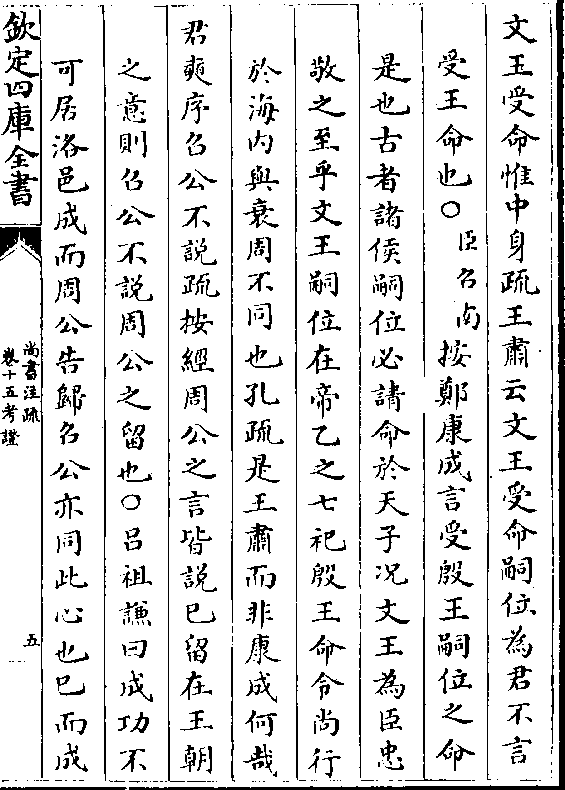 文王受命惟中身疏王肅云文王受命嗣位為君不言
受王命也○臣召南按鄭康成言受殷王嗣位之命
是也古者諸侯嗣位必請命於天子况文王為臣忠
敬之至乎文王嗣位在帝乙之七祀殷王命令尚行
於海内與衰周不同也孔疏是王肅而非康成何哉
君奭序召公不說疏按經周公之言皆說已留在王朝
之意則召公不說周公之留也○吕祖謙曰成功不
可居洛邑成而周公告歸召公亦同此心也已而成
欽定四庫全書
尚書注疏
卷十五考證
五